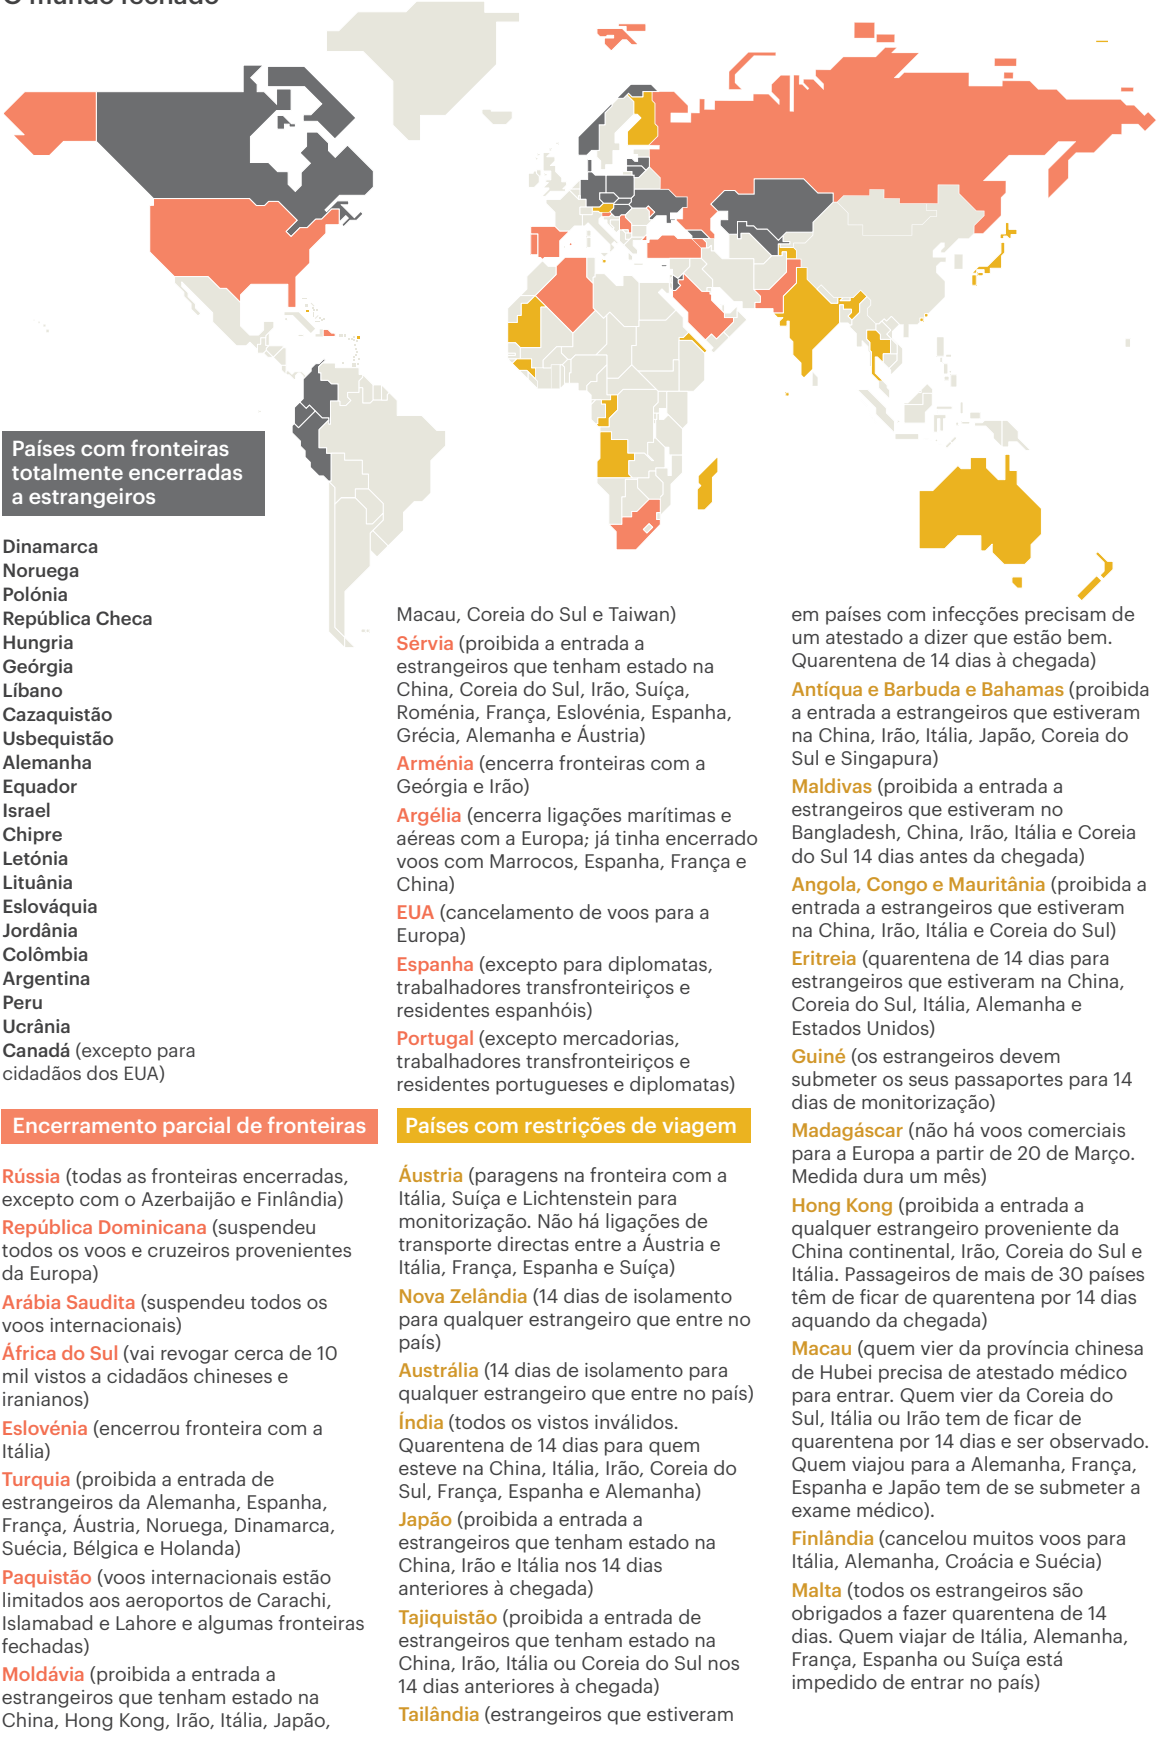 O mundo fechado
Países com fronteiras
totalmente encerradas
a estrangeiros
Dinamarca
Noruega
Polónia
República Checa
Hungria
Geórgia
Líbano
Cazaquistão
Usbequistão
Alemanha
Equador
Israel
Chipre
Letónia
Lituânia
Eslováquia
Jordânia
Colômbia
Argentina
Peru
Ucrânia
Canadá (excepto para
cidadãos dos EUA)
Encerramento parcial de fronteiras
Rússia (todas as fronteiras encerradas,
excepto com o Azerbaijão e Finlândia)
República Dominicana (suspendeu
todos os voos e cruzeiros provenientes
da Europa)
Arábia Saudita (suspendeu todos os
voos internacionais)
África do Sul (vai revogar cerca de 10
mil vistos a cidadãos chineses e
iranianos)
Eslovénia (encerrou fronteira com a
Itália)
Turquia (proibida a entrada de
estrangeiros da Alemanha, Espanha,
França, Áustria, Noruega, Dinamarca,
Suécia, Bélgica e Holanda)
Paquistão (voos internacionais estão
limitados aos aeroportos de Carachi,
Islamabad e Lahore e algumas fronteiras
fechadas)
Moldávia (proibida a entrada a
estrangeiros que tenham estado na
China, Hong Kong, Irão, Itália, Japão,
Macau, Coreia do Sul e Taiwan)
Sérvia (proibida a entrada a
estrangeiros que tenham estado na
China, Coreia do Sul, Irão, Suíça,
Roménia, França, Eslovénia, Espanha,
Grécia, Alemanha e Áustria)
Arménia (encerra fronteiras com a
Geórgia e Irão)
Argélia (encerra ligações marítimas e
aéreas com a Europa; já tinha encerrado
voos com Marrocos, Espanha, França e
China)
EUA (cancelamento de voos para a
Europa)
Espanha (excepto para diplomatas,
trabalhadores transfronteiriços e
residentes espanhóis)
Portugal (excepto mercadorias,
trabalhadores transfronteiriços e
residentes portugueses e diplomatas)
Países com restrições de viagem
Áustria (paragens na fronteira com a
Itália, Suíça e Lichtenstein para
monitorização. Não há ligações de
transporte directas entre a Áustria e
Itália, França, Espanha e Suíça)
Nova Zelândia (14 dias de isolamento
para qualquer estrangeiro que entre no
país)
Austrália (14 dias de isolamento para
qualquer estrangeiro que entre no país)
Índia (todos os vistos inválidos.
Quarentena de 14 dias para quem
esteve na China, Itália, Irão, Coreia do
Sul, França, Espanha e Alemanha)
Japão (proibida a entrada a
estrangeiros que tenham estado na
China, Irão e Itália nos 14 dias
anteriores à chegada)
Tajiquistão (proibida a entrada de
estrangeiros que tenham estado na
China, Irão, Itália ou Coreia do Sul nos
14 dias anteriores à chegada)
Tailândia (estrangeiros que estiveram
em países com infecções precisam de
um atestado a dizer que estão bem.
Quarentena de 14 dias à chegada)
Antíqua e Barbuda e Bahamas (proibida
a entrada a estrangeiros que estiveram
na China, Irão, Itália, Japão, Coreia do
Sul e Singapura)
Maldivas (proibida a entrada a
estrangeiros que estiveram no
Bangladesh, China, Irão, Itália e Coreia
do Sul 14 dias antes da chegada)
Angola, Congo e Mauritânia (proibida a
entrada a estrangeiros que estiveram
na China, Irão, Itália e Coreia do Sul)
Eritreia (quarentena de 14 dias para
estrangeiros que estiveram na China,
Coreia do Sul, Itália, Alemanha e
Estados Unidos)
Guiné (os estrangeiros devem
submeter os seus passaportes para 14
dias de monitorização)
Madagáscar (não há voos comerciais
para a Europa a partir de 20 de Março.
Medida dura um mês)
Hong Kong (proibida a entrada a
qualquer estrangeiro proveniente da
China continental, Irão, Coreia do Sul e
Itália. Passageiros de mais de 30 países
têm de ficar de quarentena por 14 dias
aquando da chegada)
Macau (quem vier da província chinesa
de Hubei precisa de atestado médico
para entrar. Quem vier da Coreia do
Sul, Itália ou Irão tem de ficar de
quarentena por 14 dias e ser observado.
Quem viajou para a Alemanha, França,
Espanha e Japão tem de se submeter a
exame médico).
Finlândia (cancelou muitos voos para
Itália, Alemanha, Croácia e Suécia)
Malta (todos os estrangeiros são
obrigados a fazer quarentena de 14
dias. Quem viajar de Itália, Alemanha,
França, Espanha ou Suíça está
impedido de entrar no país)